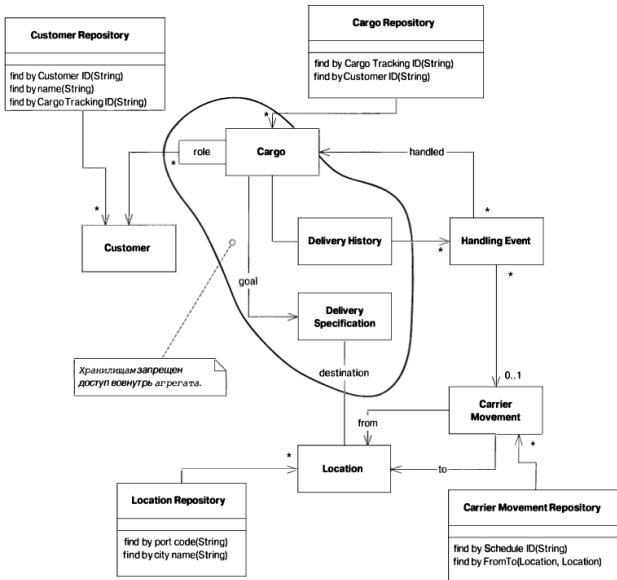 Cargo Repository
find by Cargo Tracking ID(String)
find by Customer ID(String)
Customer Repository
find by Customer ID(String)
find by name(String)
find by Cargo Tracking ID(String)
*
role
*
Cargo
handled
*
*
Customer
Delivery History
*
Handling Event
*
goal
Delivery
Specification
Хранилищам запрещен
доступ вовнутрь агрегата.
destination
0..1
Carrier
Movement
from
*
*
Location
to
Location Repository
find by port code(String)
find by city name(String)
Carrier Movement Repository
find by Schedule ID(String)
find by FromTo(Location, Location)